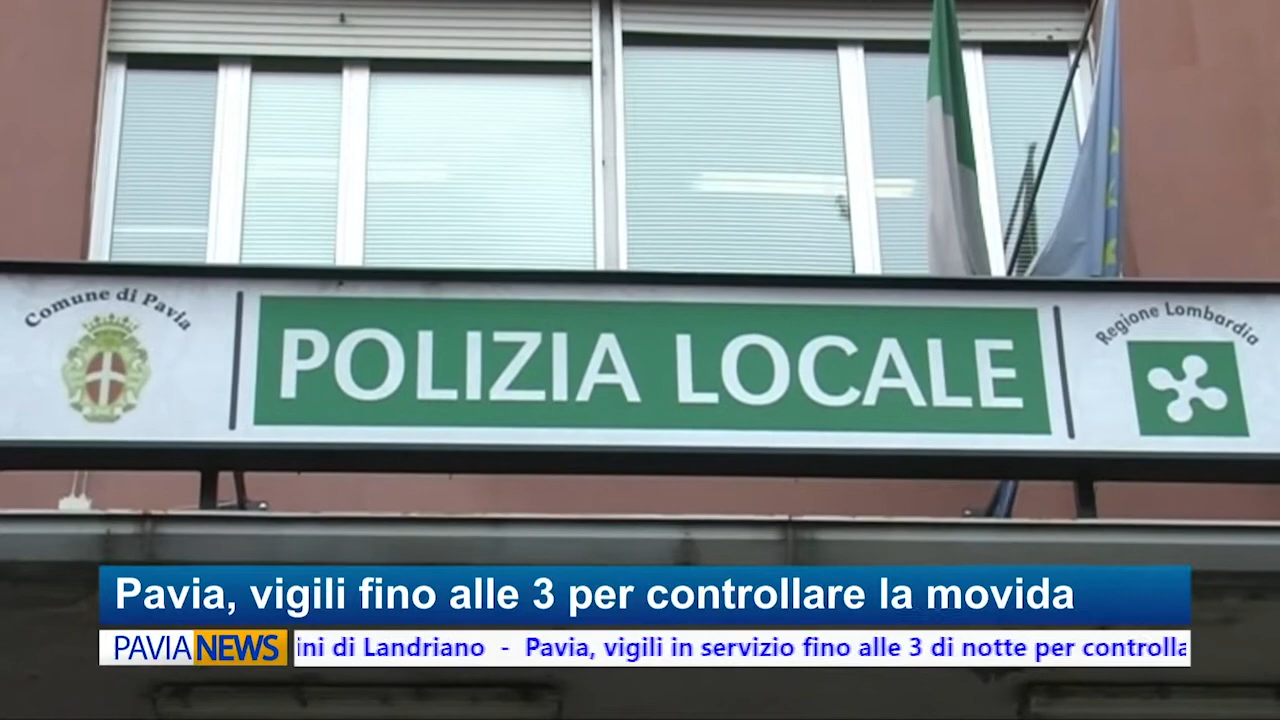 Comune di Pavia
POLIZIA LOCALE
Regione Lombardia
Pavia, vigili fino alle 3 per controllare la movida
PAVIA NEWS
ini di Landriano - Pavia, vigili in servizio fino alle 3 di notte per controlla